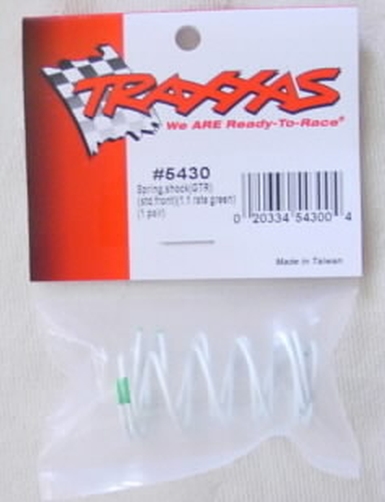 TRAXXAS
We ARE Ready-To-Race®
#5430
Spring, shock(GTR)
(std.front)(1.1 rate green)
(1 pair)
0 20334 54300 4
Made in Taiwan